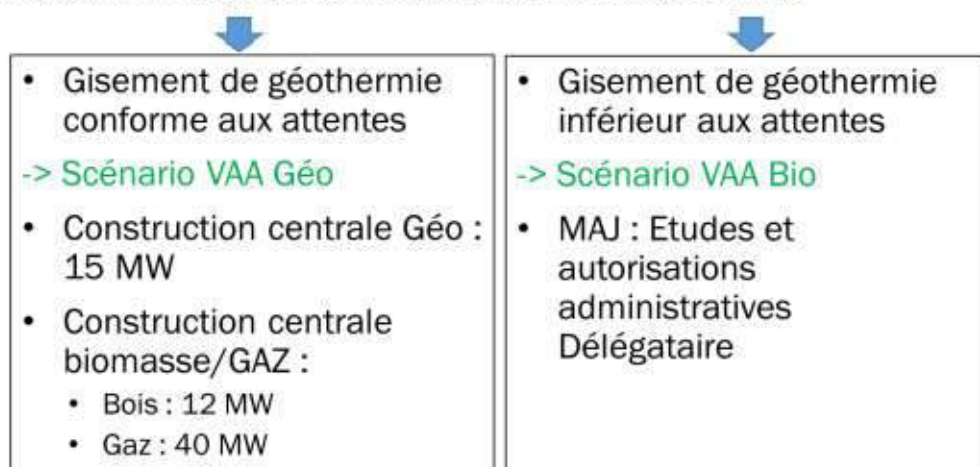 • Gisement de géothermie
conforme aux attentes
-> Scénario VAA Géo
• Construction centrale Géo :
15 MW
• Construction centrale
biomasse/GAZ :
• Bois : 12 MW
• Gaz : 40 MW
• Gisement de géothermie
inférieur aux attentes
-> Scénario VAA Bio
• MAJ : Etudes et
autorisations
administratives
Délégataire